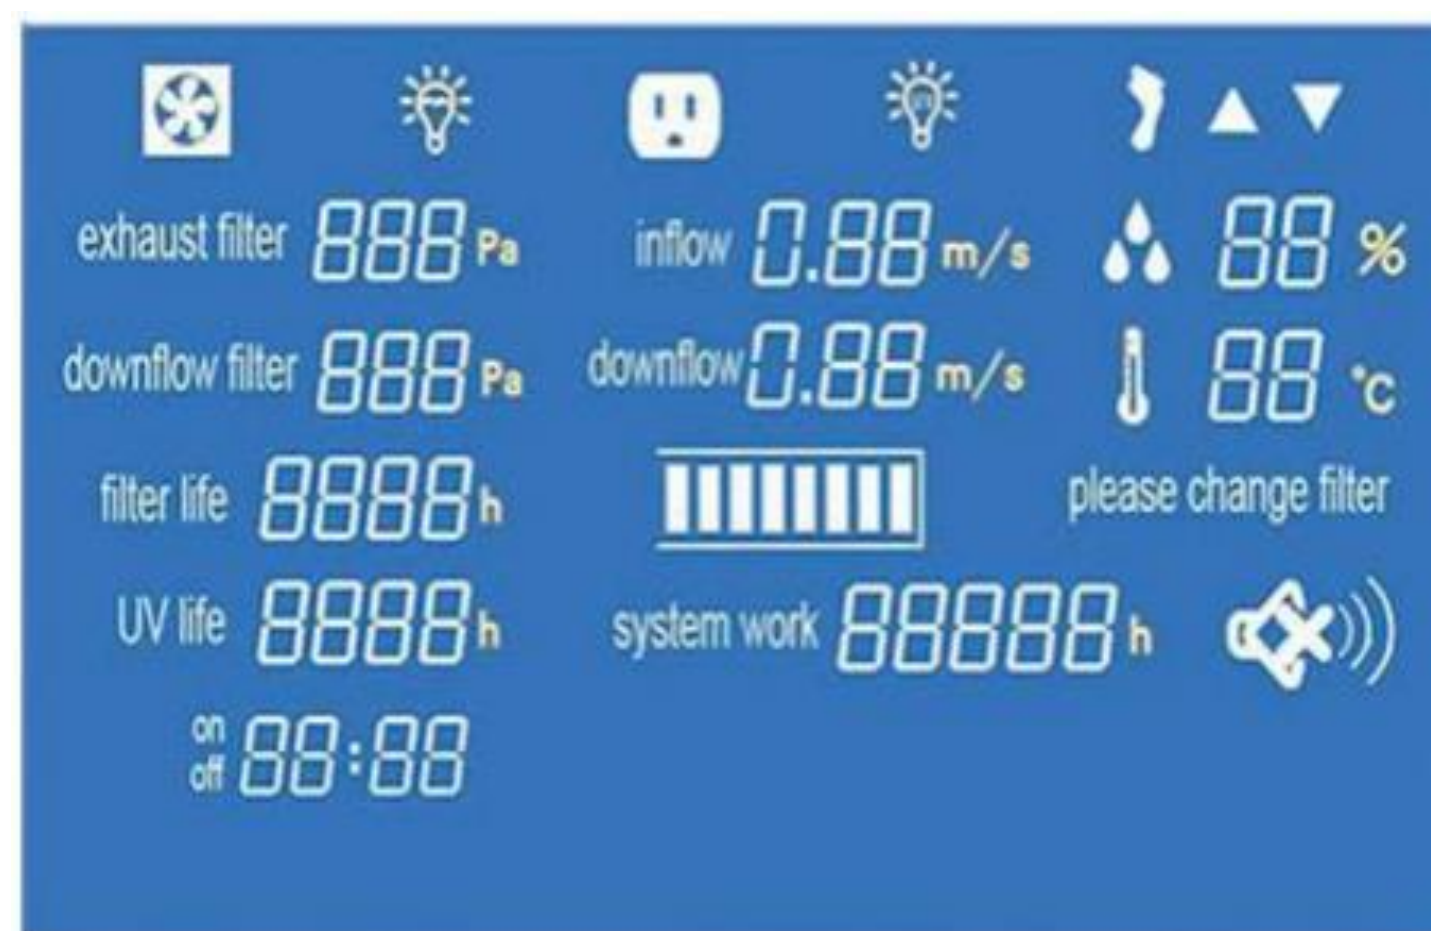 exhaust filter 888 Pa
inflow 0.88 m/s
88 %
downflow filter 888 Pa
downflow 0.88 m/s
88 °C
filter life 8888 h
please change filter
UV life 8888 h
system work 88888 h
on
off 88:88